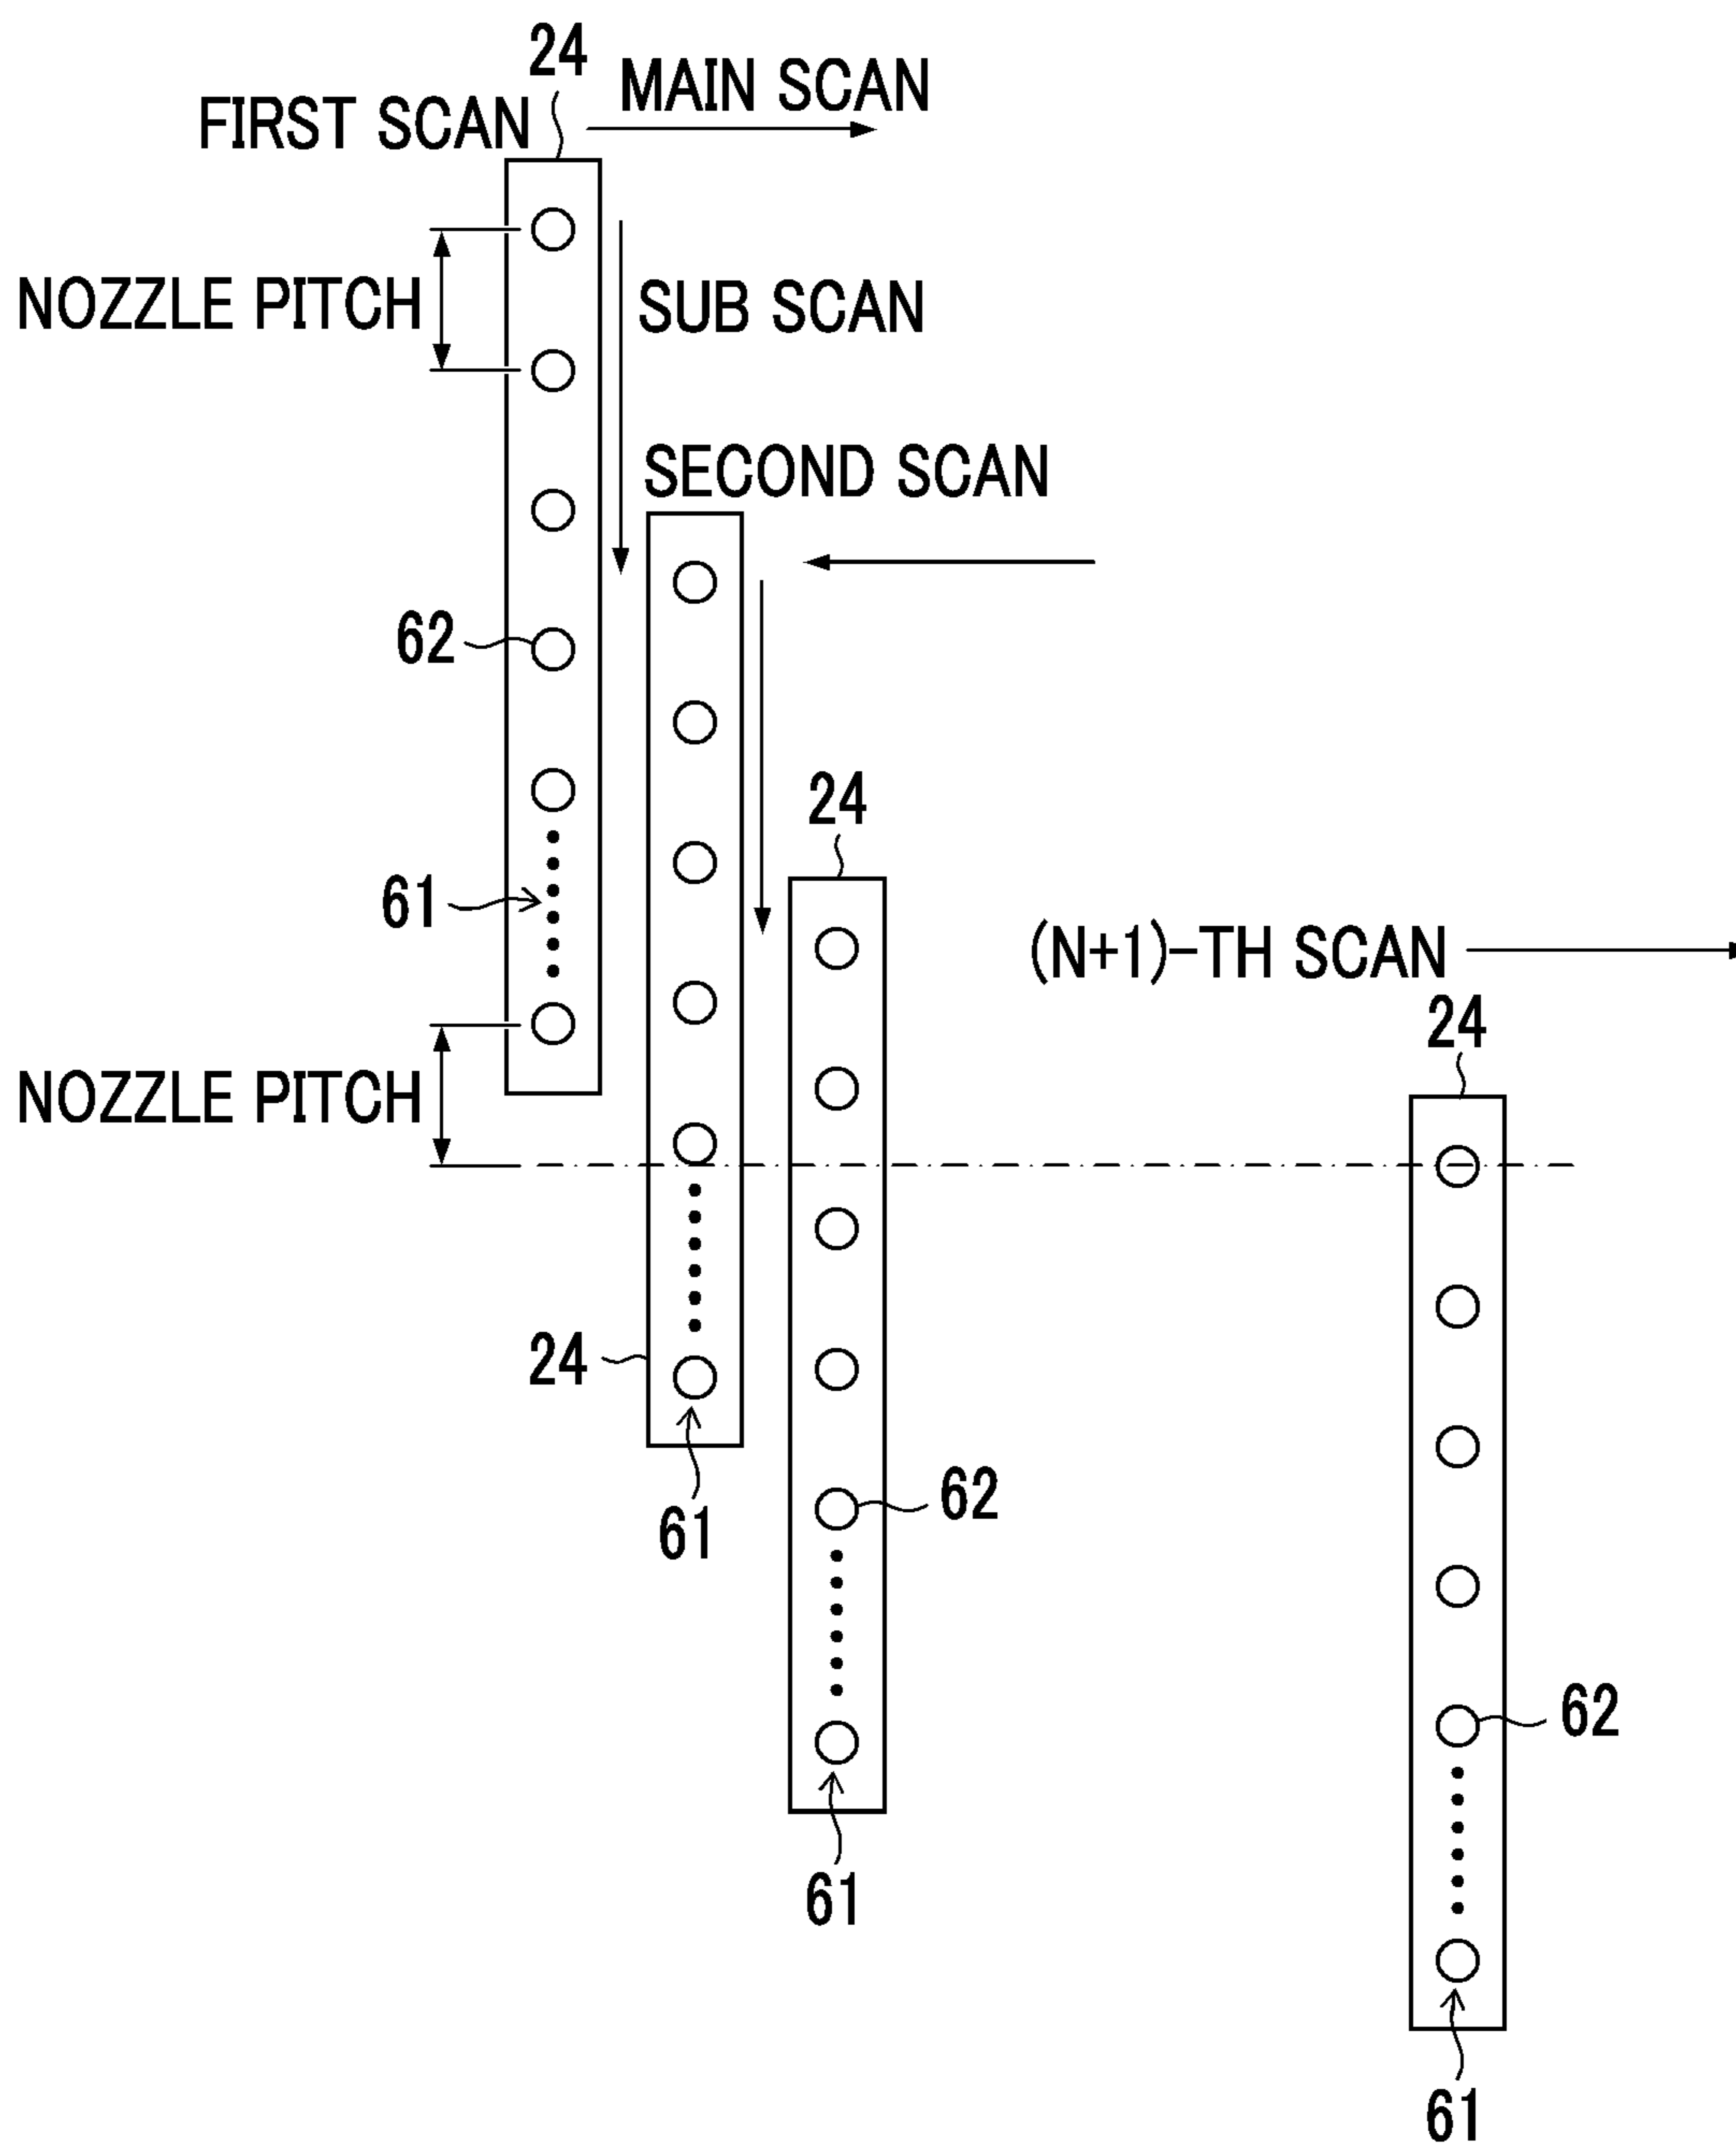 24
MAIN SCAN
FIRST SCAN
NOZZLE PITCH
SUB SCAN
SECOND SCAN
62
24
61
(N+1)-TH SCAN
24
NOZZLE PITCH
24
62
61
62
61
61